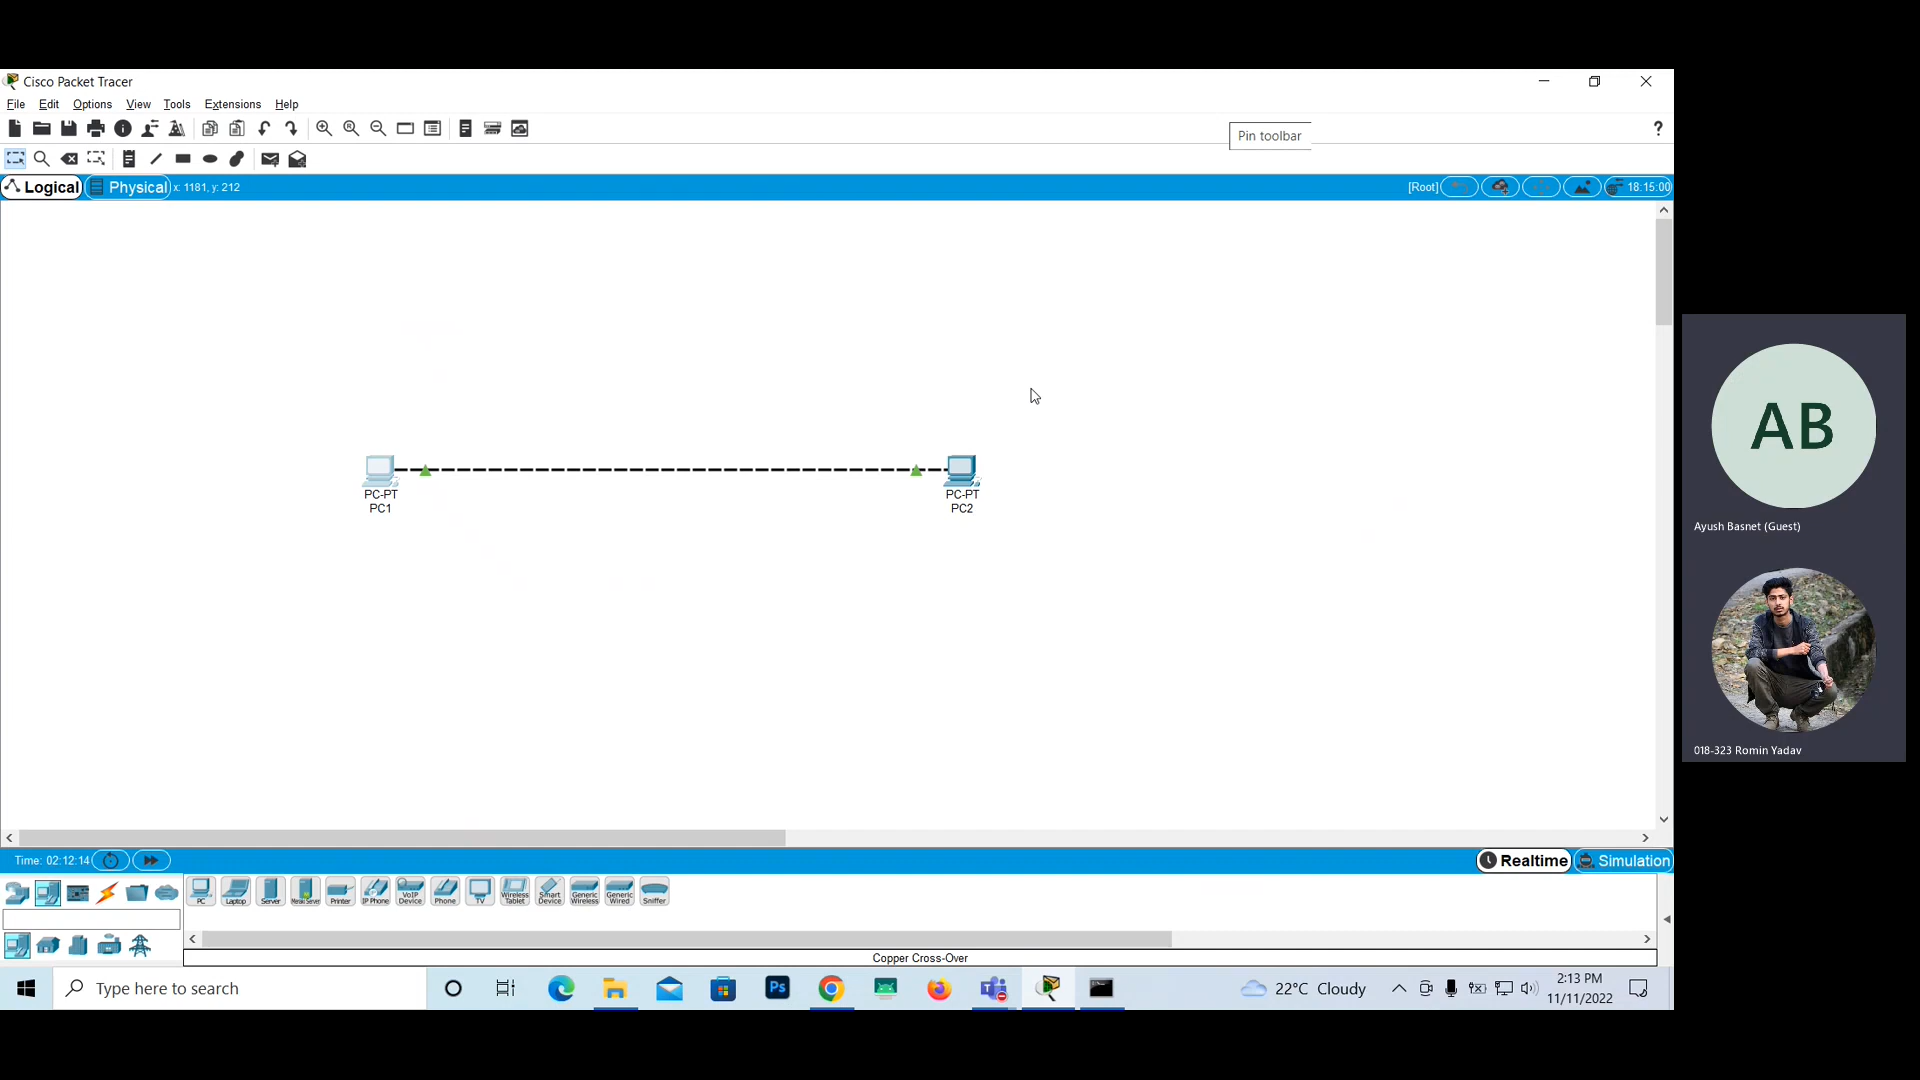 Cisco Packet Tracer
File Edit Options View Tools Extensions Help
Pin toolbar
?
Logical Physical x: 1181, y: 212
[Root] 18:15:00
PC-PT
PC1
PC-PT
PC2
AB
Ayush Basnet (Guest)
018-323 Romin Yadav
Time: 02:12:14
Realtime Simulation
PC Laptop Server Meraki Server Printer IP Phone VoIP Device Phone TV Wireless Tablet Smart Device Generic Wireless Generic Wired Sniffer
Copper Cross-Over
Type here to search
Ps
22°C Cloudy
2:13 PM
11/11/2022